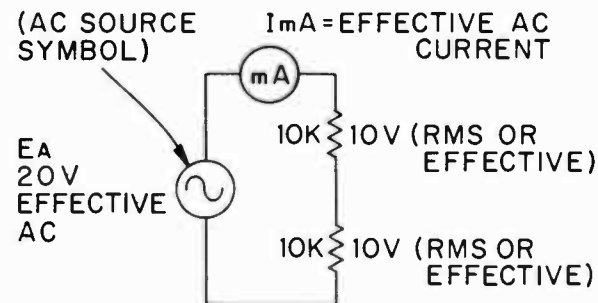 (AC SOURCE
SYMBOL)
ImA = EFFECTIVE AC
CURRENT
mA
10K 10V (RMS OR
EFFECTIVE)
EA
20V
EFFECTIVE
AC
10K 10V (RMS OR
EFFECTIVE)